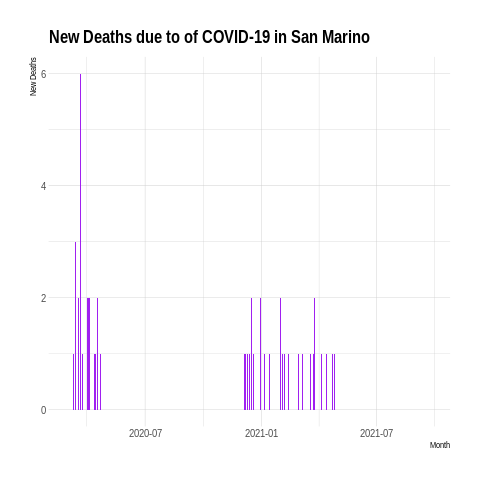 New Deaths due to of COVID-19 in San Marino
New Deaths
6
4
2
0
2020-07 2021-01 2021-07
Month